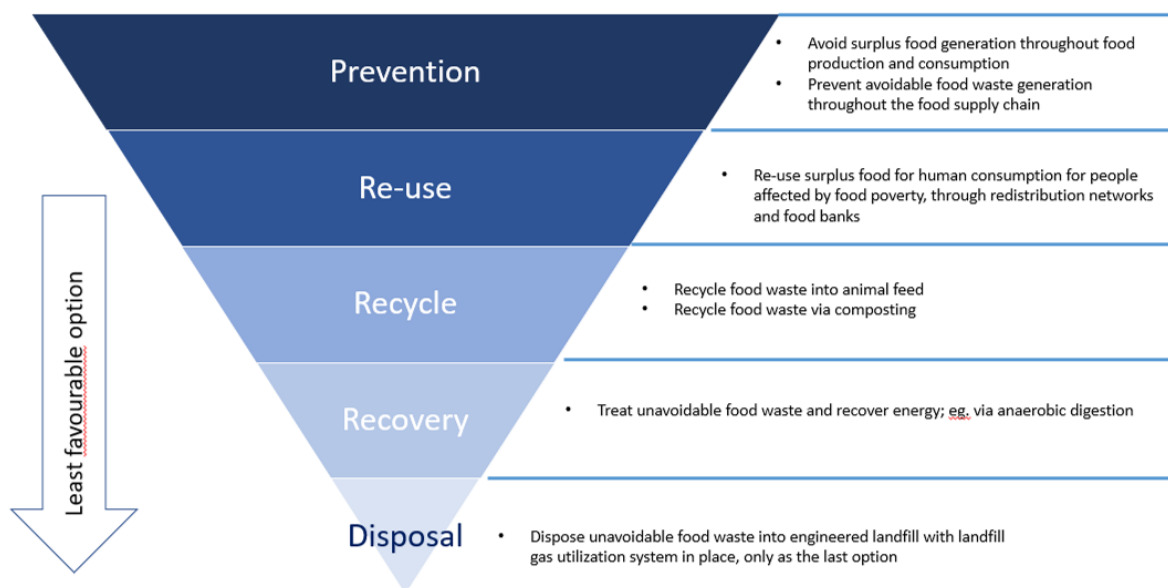 Prevention
• Avoid surplus food generation throughout food
production and consumption
• Prevent avoidable food waste generation
throughout the food supply chain
Re-use
• Re-use surplus food for human consumption for people
affected by food poverty, through redistribution networks
and food banks
Recycle
• Recycle food waste into animal feed
• Recycle food waste via composting
Recovery
• Treat unavoidable food waste and recover energy; eg. via anaerobic digestion
Disposal
• Dispose unavoidable food waste into engineered landfill with landfill
gas utilization system in place, only as the last option
Least favourable option